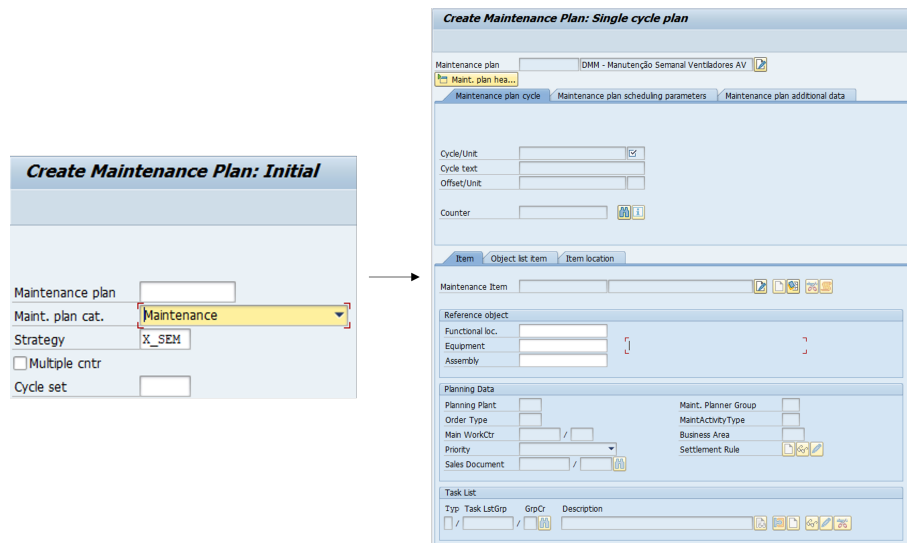 Create Maintenance Plan: Initial
Maintenance plan
Maint. plan cat. Maintenance
Strategy X_SEM
Multiple cntr
Cycle set
Create Maintenance Plan: Single cycle plan
Maintenance plan DMM - Manutenção Semanal Ventiladores AV
Maint. plan hea...
Maintenance plan cycle Maintenance plan scheduling parameters Maintenance plan additional data
Cycle/Unit
Cycle text
Offset/Unit
Counter
Item Object list item Item location
Maintenance Item
Reference object
Functional loc.
Equipment
Assembly
Planning Data
Planning Plant Maint. Planner Group
Order Type MaintActivityType
Main WorkCtr / Business Area
Priority Settlement Rule
Sales Document /
Task List
Typ Task LstGrp GrpCr Description
/ /